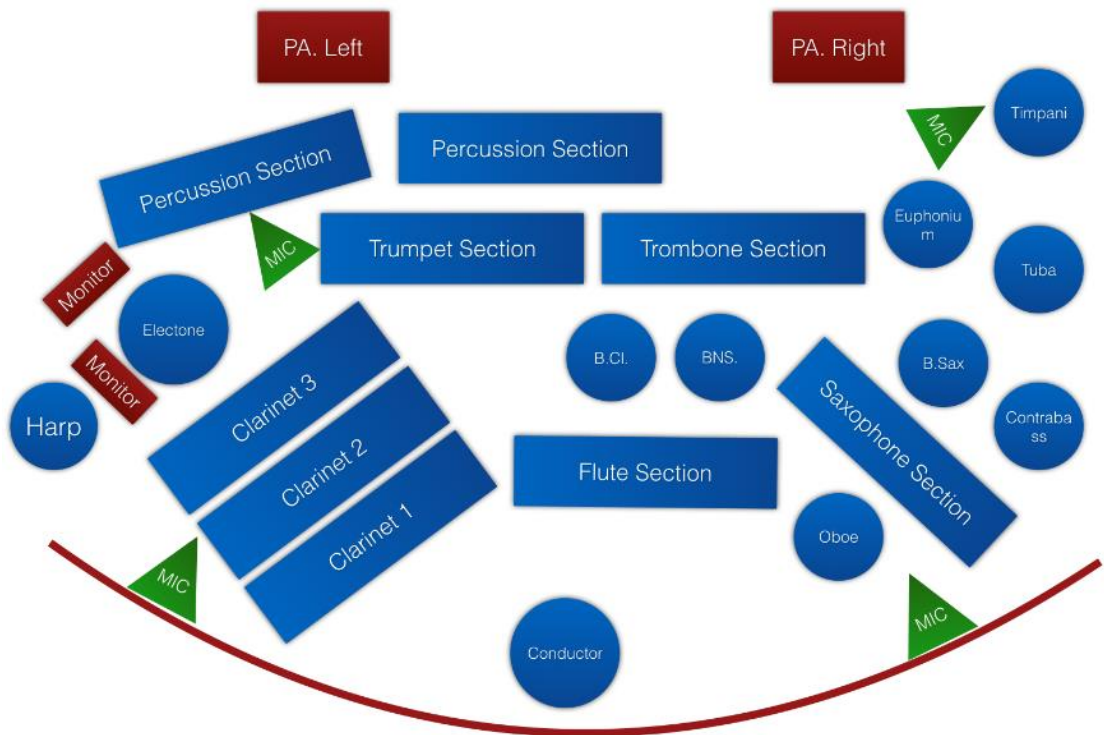 PA. Left
PA. Right
Timpani
MIC
Percussion Section
Percussion Section
Euphoniu
m
MIC
Trumpet Section
Trombone Section
Tuba
Monitor
Electone
B.Cl.
BNS.
B.Sax
Monitor
Clarinet 3
Harp
Contraba
ss
Saxophone Section
Clarinet 2
Flute Section
Clarinet 1
Oboe
MIC
MIC
Conductor